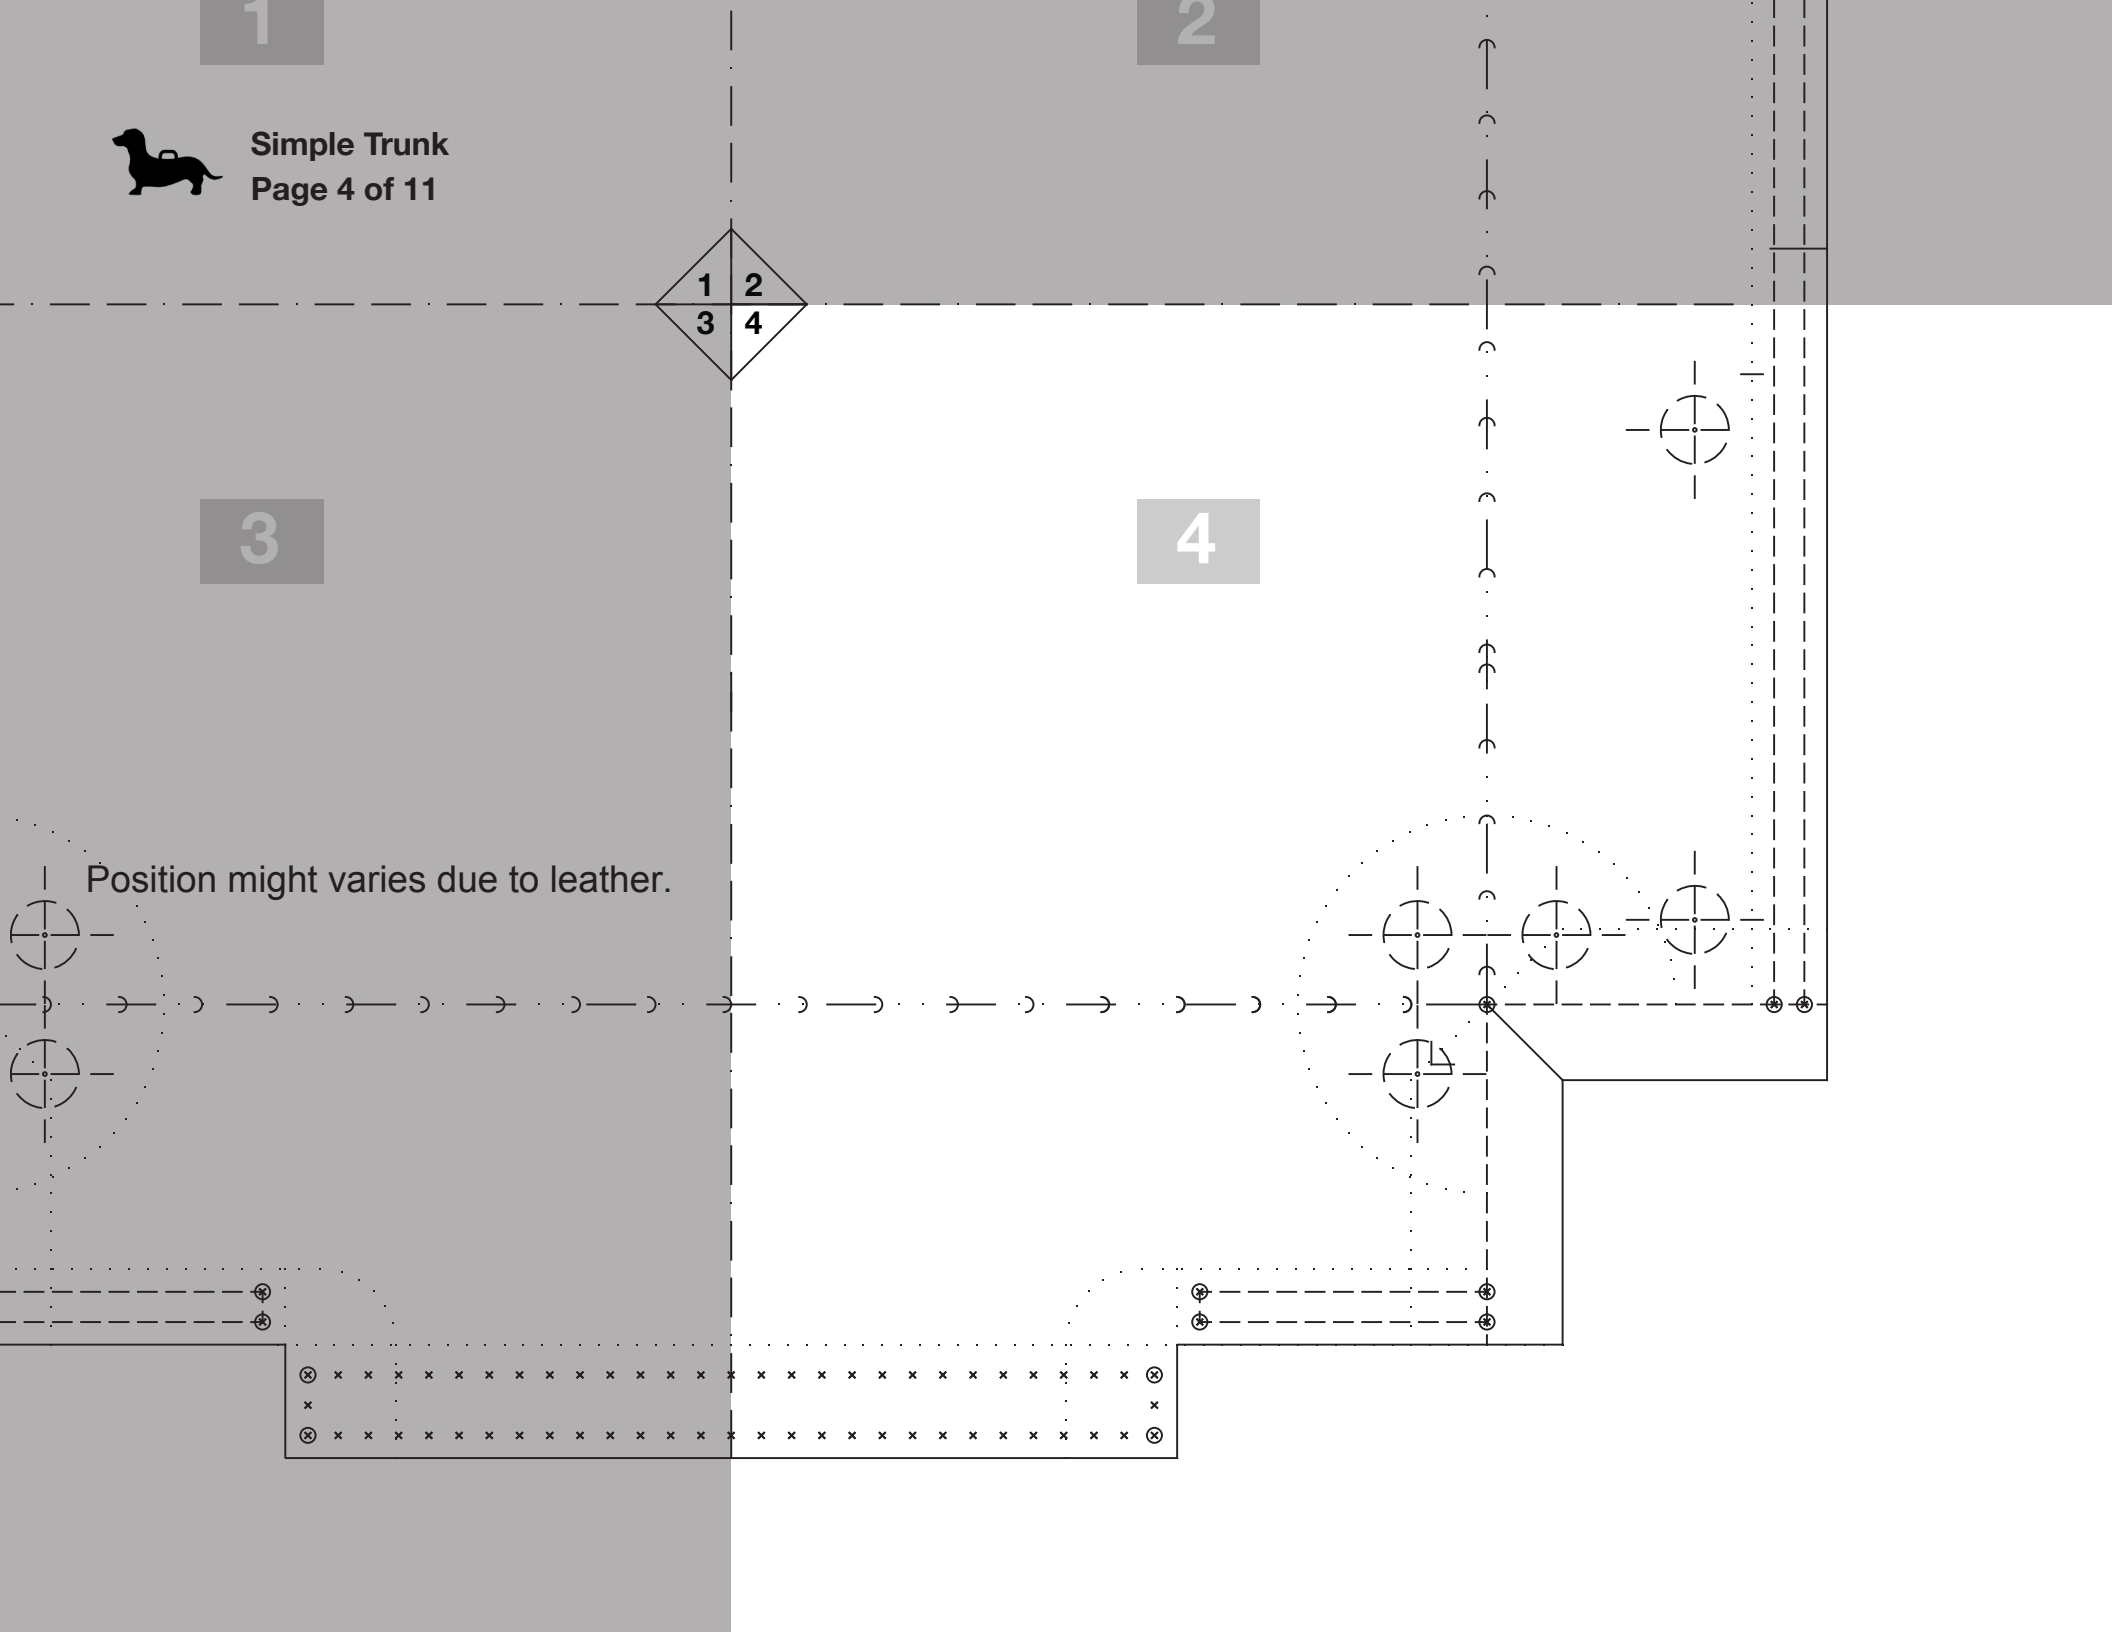 1
2
Simple Trunk
Page 4 of 11
1 2
3 4
3
4
Position might varies due to leather.